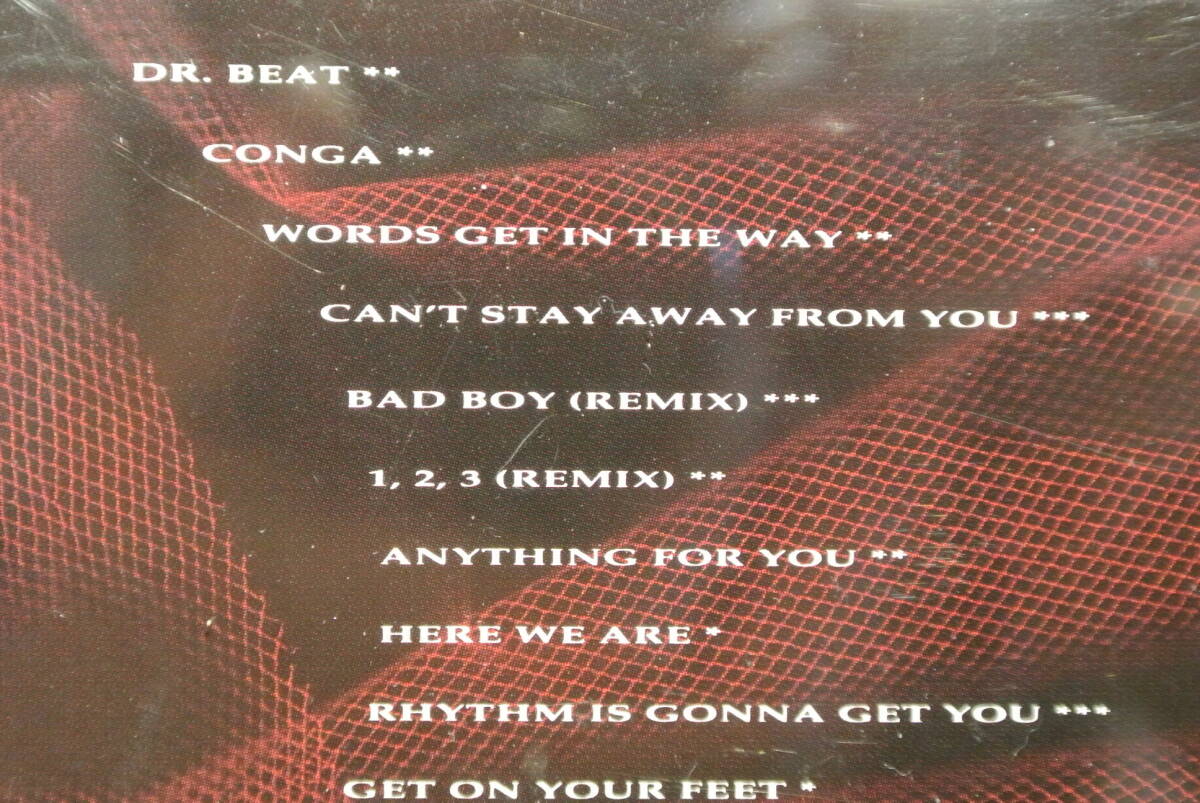 DR. BEAT **
CONGA **
WORDS GET IN THE WAY **
CAN'T STAY AWAY FROM YOU ***
BAD BOY (REMIX) ***
1, 2, 3 (REMIX) **
ANYTHING FOR YOU **
HERE WE ARE *
RHYTHM IS GONNA GET YOU ***
GET ON YOUR FEET *